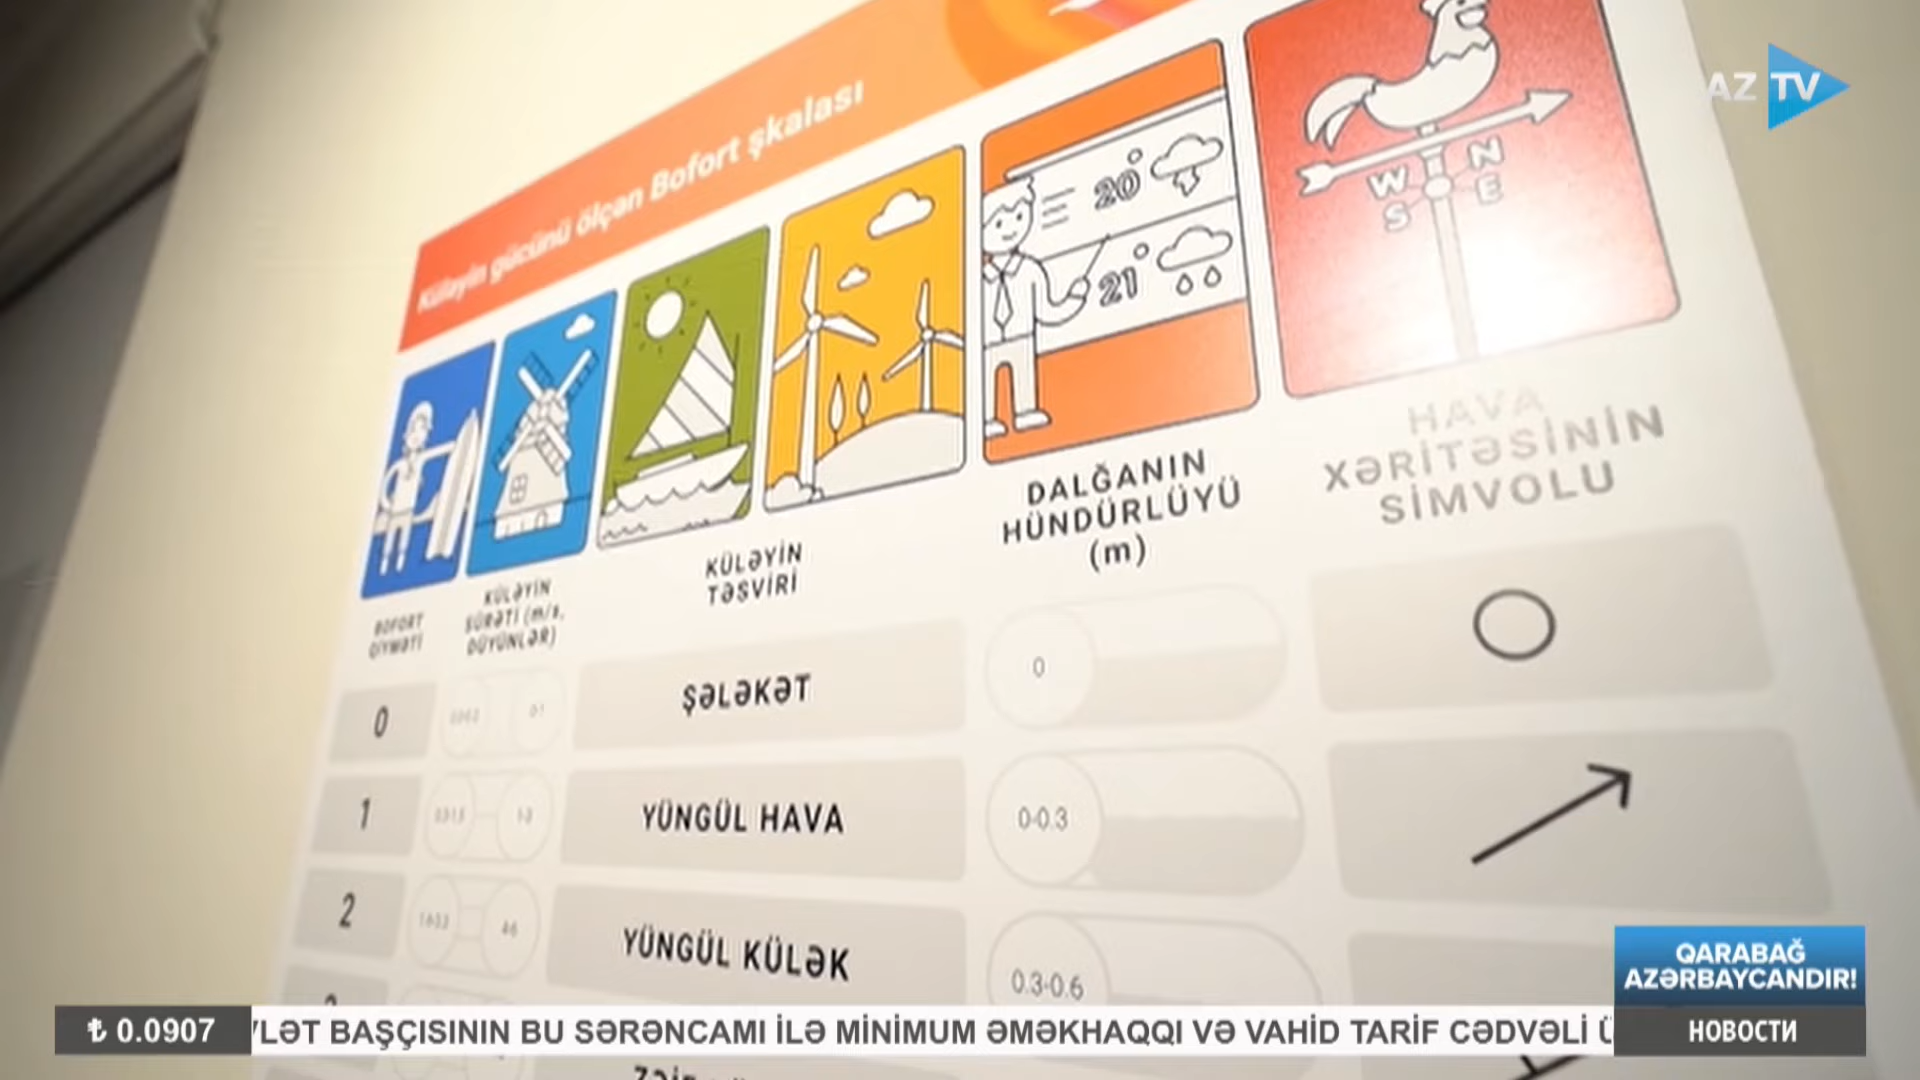 AZ TV
Küləyin gücünü ölçən Bofort şkalası
20°
21°
W N
S E
BOFORT
QİYMƏTİ
KÜLƏYİN
SÜRƏTİ (m/s,
DÜYÜNLƏR)
KÜLƏYİN
TƏSVİRİ
DALĞANIN
HÜNDÜRLÜYÜ
(m)
HAVA
XƏRİTƏSİNİN
SİMVOLU
0 ŞƏLƏKƏT 0
1 YÜNGÜL HAVA 0-0.3
2 YÜNGÜL KÜLƏK 0.3-0.6
QARABAĞ
AZƏRBAYCANDIR!
₺ 0.0907 VLƏT BAŞÇISININ BU SƏRƏNCAMI İLƏ MİNİMUM ƏMƏKHAQQI VƏ VAHİD TARİF CƏDVƏLİ Ü
НОВОСТИ